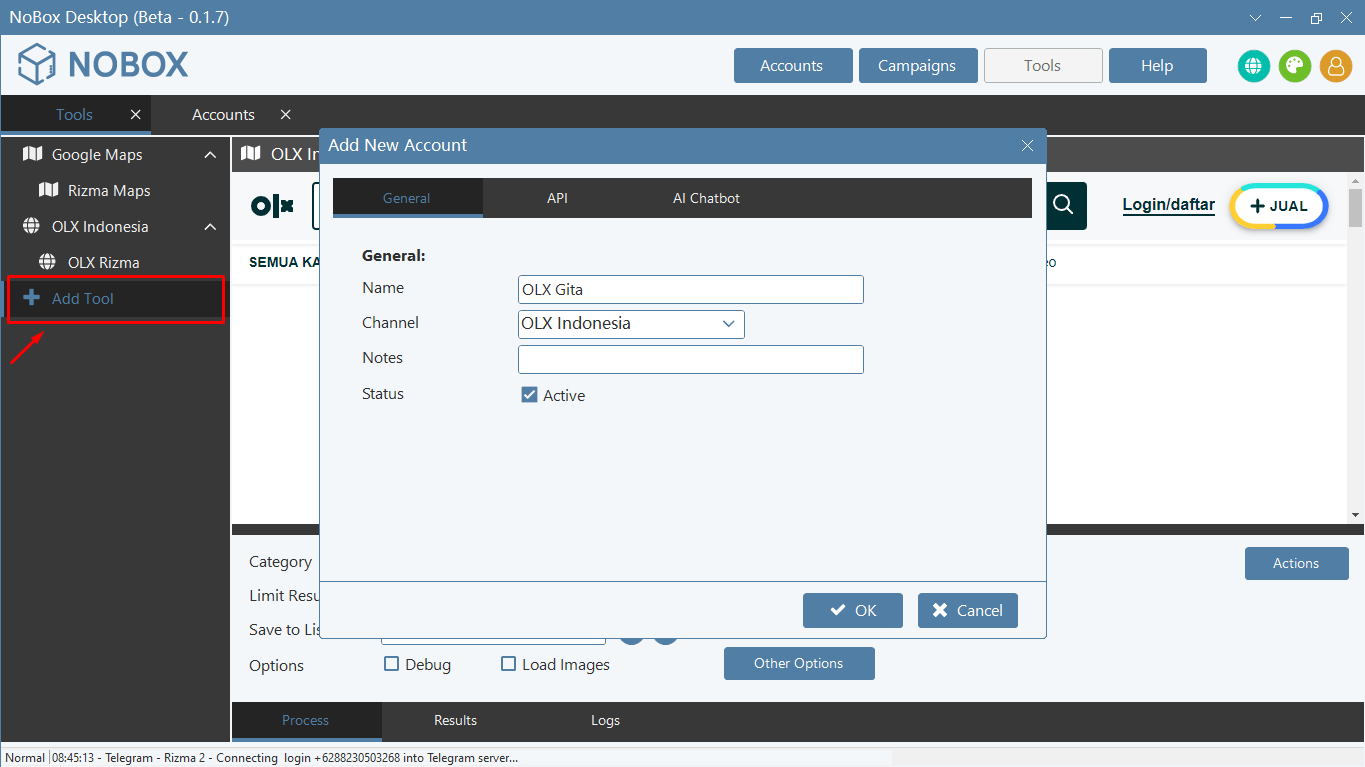 NoBox Desktop (Beta - 0.1.7)
NOBOX
Accounts
Campaigns
Tools
Help
Tools
Accounts
Google Maps
Rizma Maps
OLX Indonesia
OLX Rizma
Add Tool
OLX In
olx
Login/daftar
+ JUAL
SEMUA KA
eo
Add New Account
General
API
AI Chatbot
General:
Name
OLX Gita
Channel
OLX Indonesia
Notes
Status
Active
OK
Cancel
Category
Actions
Limit Resu
Save to Lis
Options
Debug
Load Images
Other Options
Process
Results
Logs
Normal 08:45:13 - Telegram - Rizma 2 - Connecting login +6288230503268 into Telegram server...